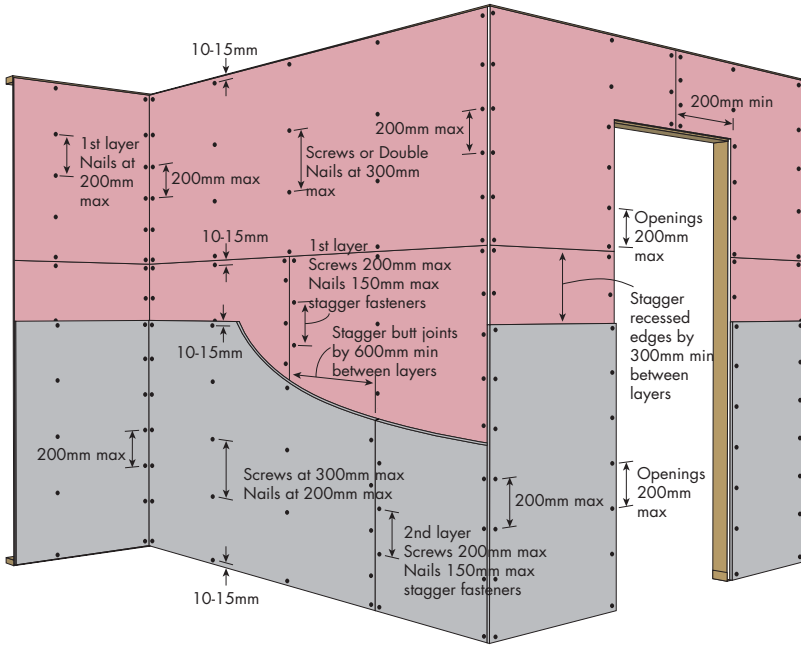 10-15mm
200mm min
1st layer
Nails at
200mm
max
200mm max
Screws or Double
Nails at 300mm
max
200mm max
Openings
200mm
max
10-15mm
1st layer
Screws 200mm max
Nails 150mm max
stagger fasteners
Stagger
recessed
edges by
300mm min
between
layers
10-15mm
Stagger butt joints
by 600mm min
between layers
200mm max
Screws at 300mm max
Nails at 200mm max
200mm max
Openings
200mm
max
2nd layer
Screws 200mm max
Nails 150mm max
stagger fasteners
10-15mm